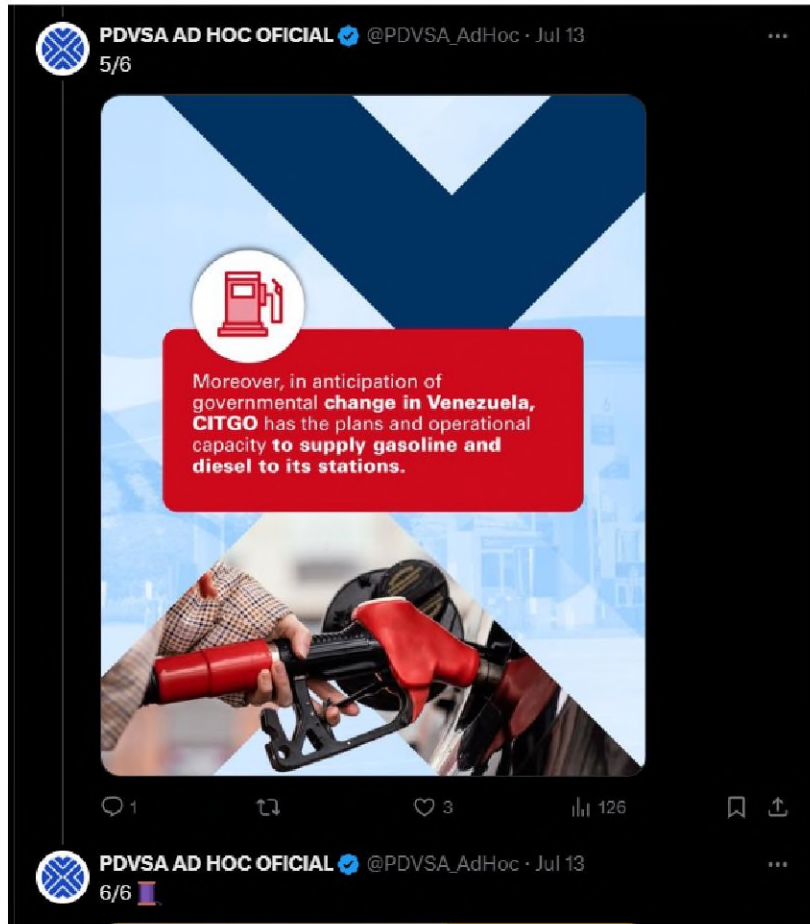 PDVSA AD HOC OFICIAL @PDVSA_AdHoc · Jul 13
5/6
Moreover, in anticipation of
governmental change in Venezuela,
CITGO has the plans and operational
capacity to supply gasoline and
diesel to its stations.
1 3 126
PDVSA AD HOC OFICIAL @PDVSA_AdHoc · Jul 13
6/6